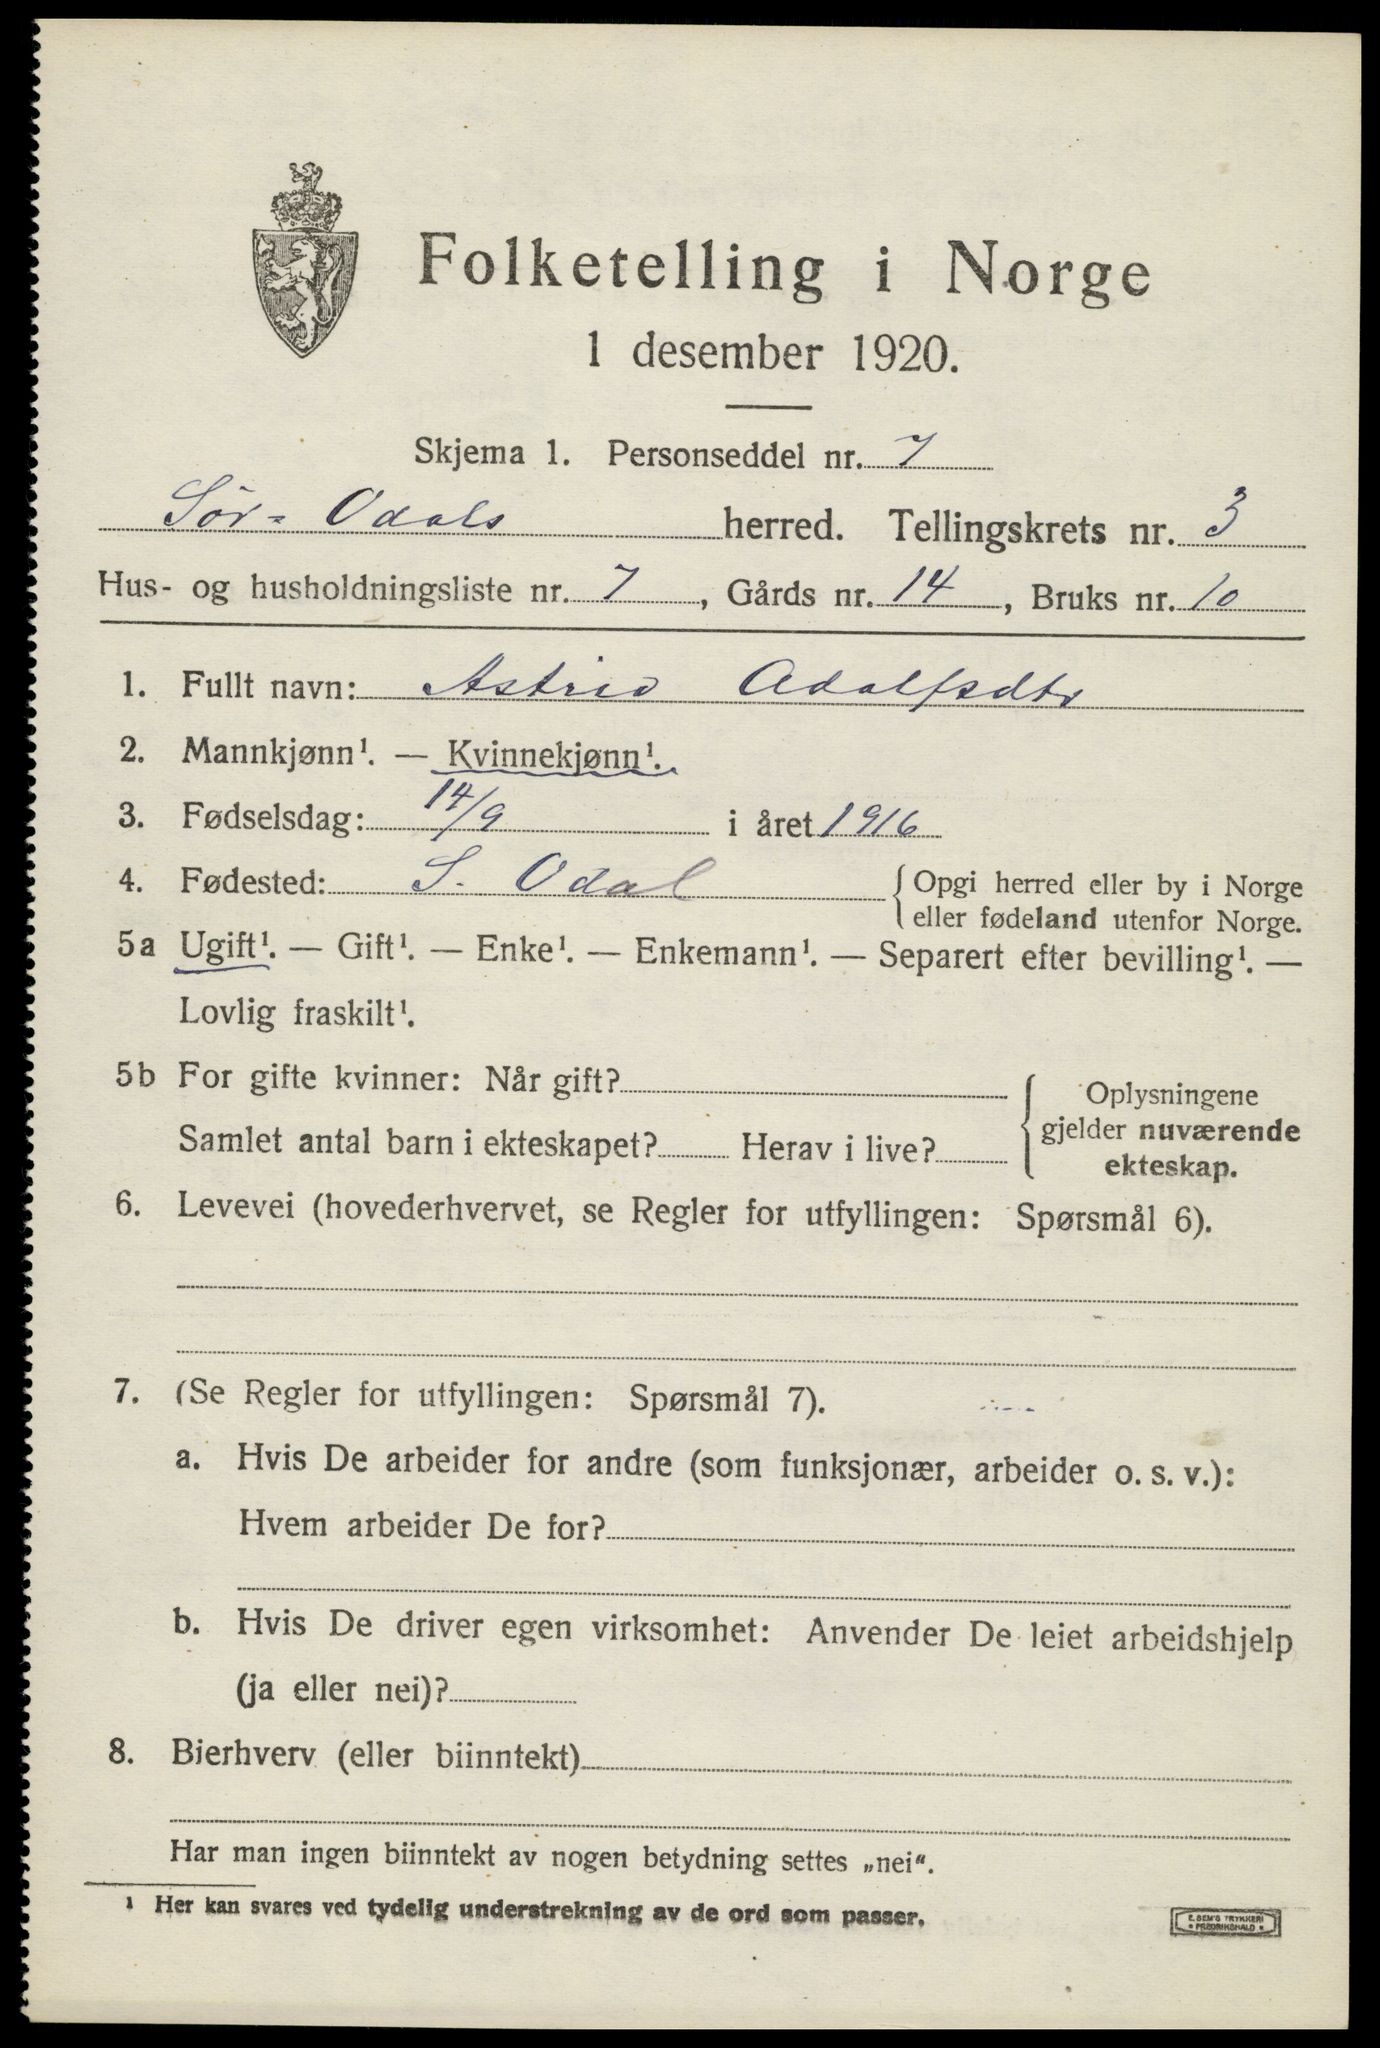 Folketelling i Norge
1 desember 1920.
Skjema 1. Personseddel nr. 7
Sør-Odals herred. Tellingskrets nr. 3
Hus- og husholdningsliste nr. 7, Gårds nr. 14, Bruks nr. 10
1. Fullt navn: Astrid Adolfsdtr
2. Mannkjønn¹. — Kvinnekjønn¹.
3. Fødselsdag: 14/9 i året 1916
4. Fødested: S. Odal { Opgi herred eller by i Norge
eller fødeland utenfor Norge.
5a Ugift¹. — Gift¹. — Enke¹. — Enkemann¹. — Separert efter bevilling¹. —
Lovlig fraskilt¹.
5b For gifte kvinner: Når gift?
Samlet antal barn i ekteskapet? Herav i live?
Oplysningene
gjelder nuværende
ekteskap.
6. Levevei (hovederhvervet, se Regler for utfyllingen: Spørsmål 6).
7. (Se Regler for utfyllingen: Spørsmål 7).
a. Hvis De arbeider for andre (som funksjonær, arbeider o. s. v.):
Hvem arbeider De for?
b. Hvis De driver egen virksomhet: Anvender De leiet arbeidshjelp
(ja eller nei)?
8. Bierhverv (eller biinntekt)
Har man ingen biinntekt av nogen betydning settes „nei“.
¹ Her kan svares ved tydelig understrekning av de ord som passer.
E. SEM'S TRYKKERI
• FREDRIKSHALD •